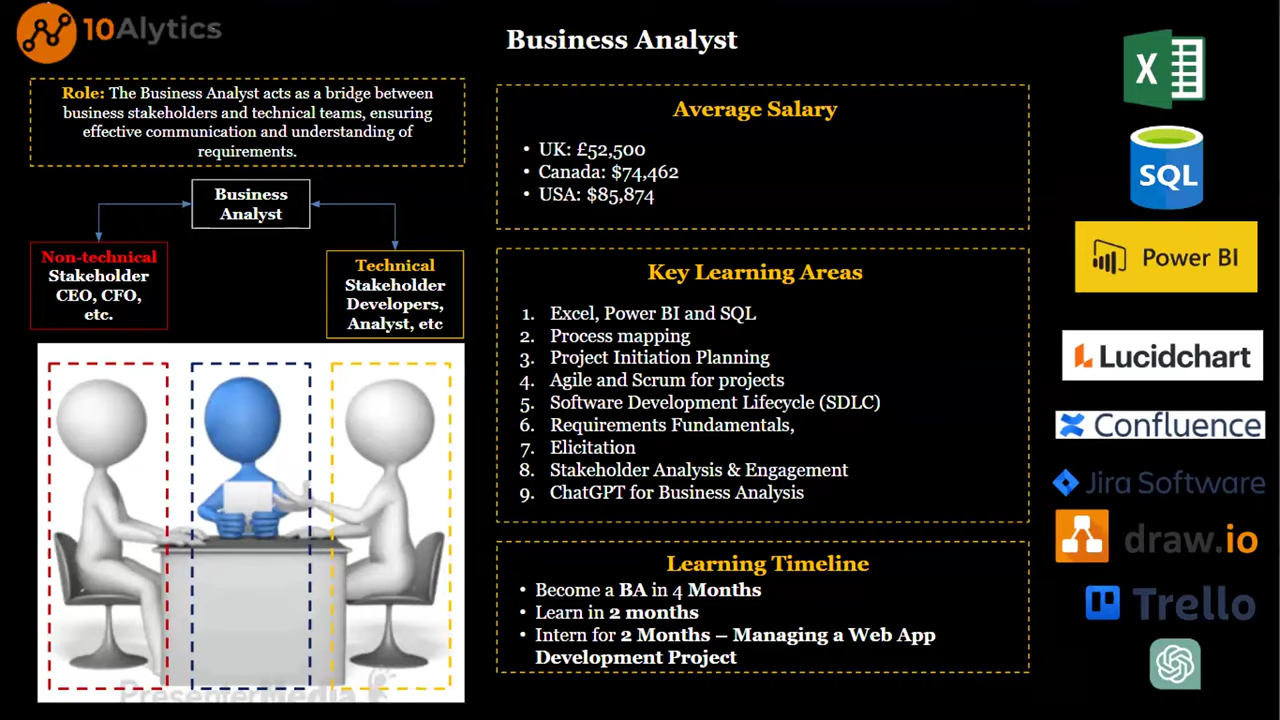 10Alytics
Business Analyst
Role: The Business Analyst acts as a bridge between
business stakeholders and technical teams, ensuring
effective communication and understanding of
requirements.
Business
Analyst
Non-technical
Stakeholder
CEO, CFO,
etc.
Technical
Stakeholder
Developers,
Analyst, etc
PresenterMedia
Average Salary
• UK: £52,500
• Canada: $74,462
• USA: $85,874
Key Learning Areas
1. Excel, Power BI and SQL
2. Process mapping
3. Project Initiation Planning
4. Agile and Scrum for projects
5. Software Development Lifecycle (SDLC)
6. Requirements Fundamentals,
7. Elicitation
8. Stakeholder Analysis & Engagement
9. ChatGPT for Business Analysis
Learning Timeline
• Become a BA in 4 Months
• Learn in 2 months
• Intern for 2 Months – Managing a Web App
Development Project
X
SQL
Power BI
Lucidchart
Confluence
Jira Software
draw.io
Trello